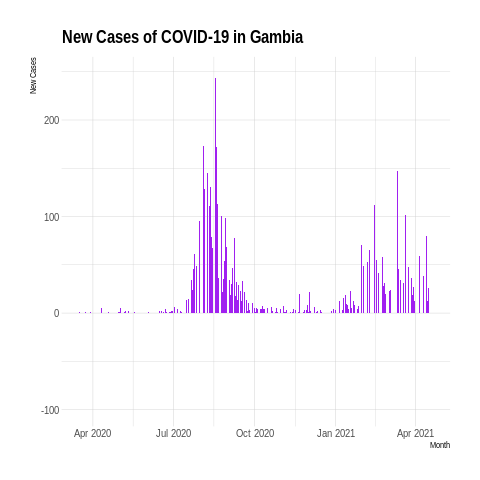 New Cases of COVID-19 in Gambia
New Cases
200
100
0
-100
Apr 2020 Jul 2020 Oct 2020 Jan 2021 Apr 2021
Month